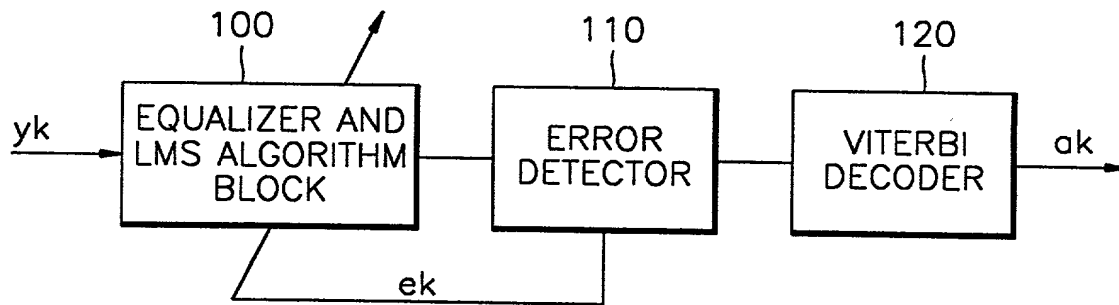 100
110
120
yk
EQUALIZER AND
LMS ALGORITHM
BLOCK
ERROR
DETECTOR
VITERBI
DECODER
ak
ek